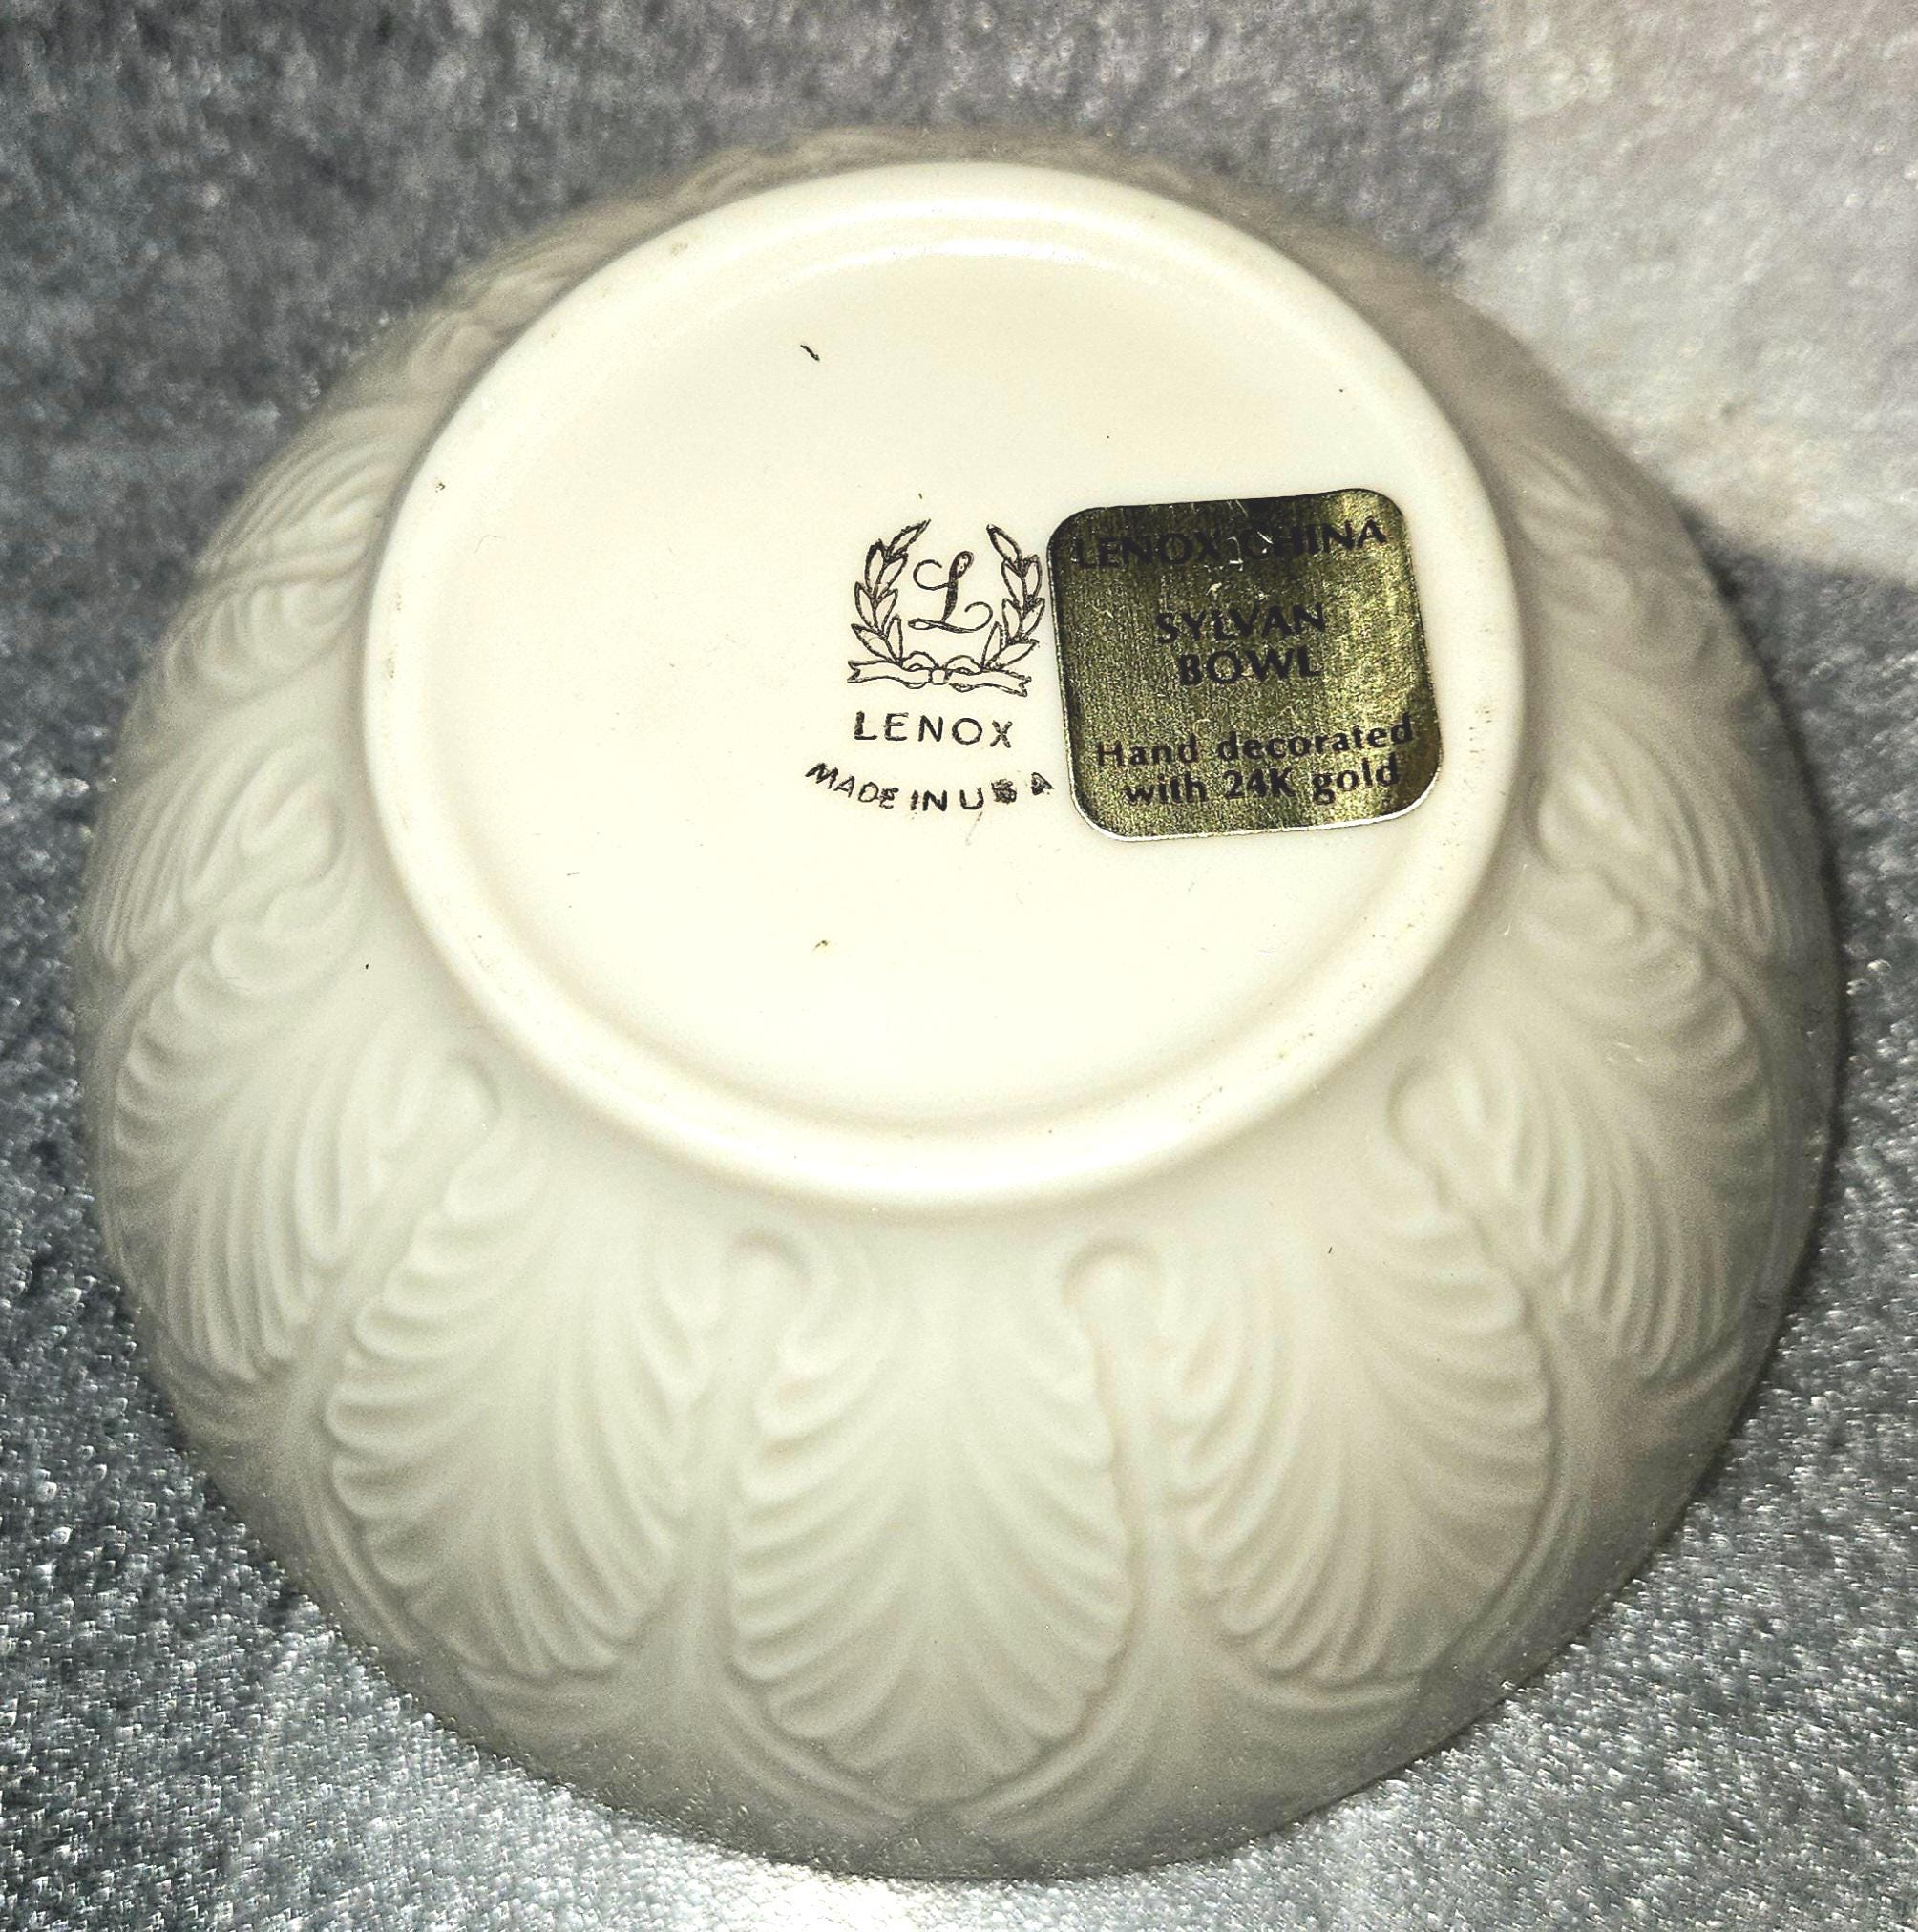 L
LENOX
MADE IN USA
LENOX CHINA
SYLVAN
BOWL
Hand decorated
with 24K gold